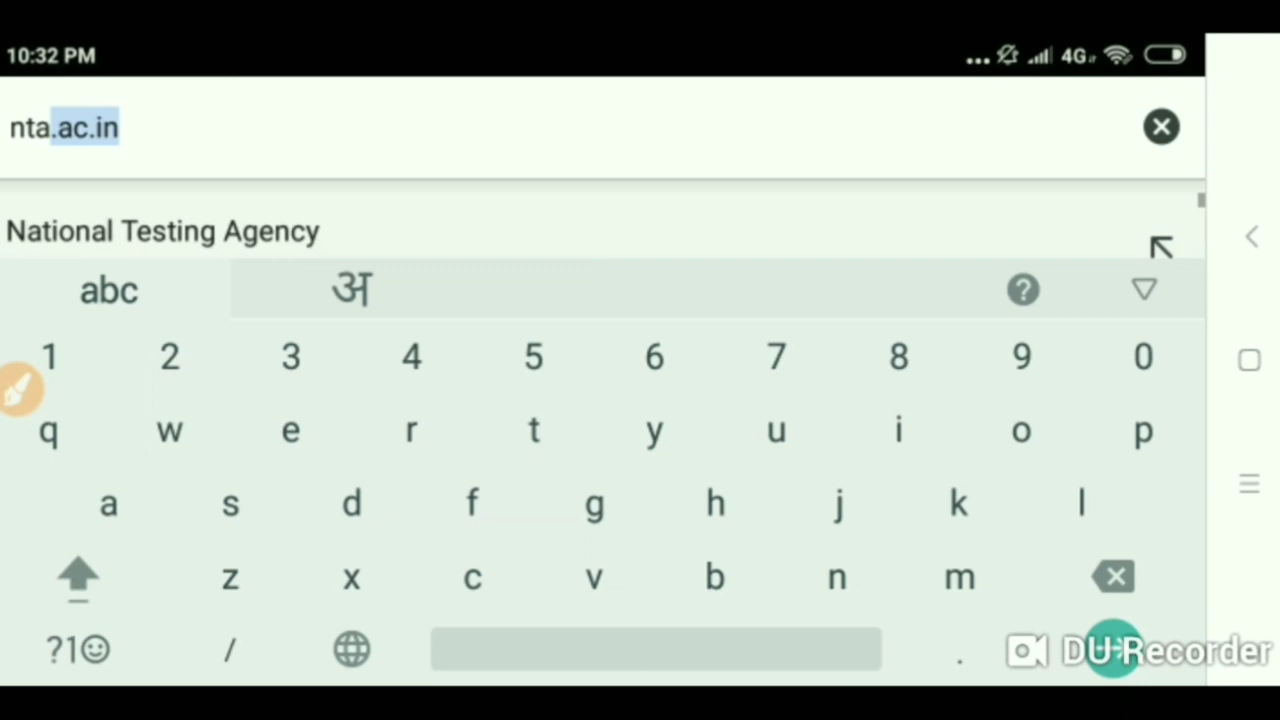 10:32 PM
4G
nta.ac.in
National Testing Agency
abc अ ?
1 2 3 4 5 6 7 8 9 0
q w e r t y u i o p
a s d f g h j k l
z x c v b n m
?1☺ / .
DU Recorder